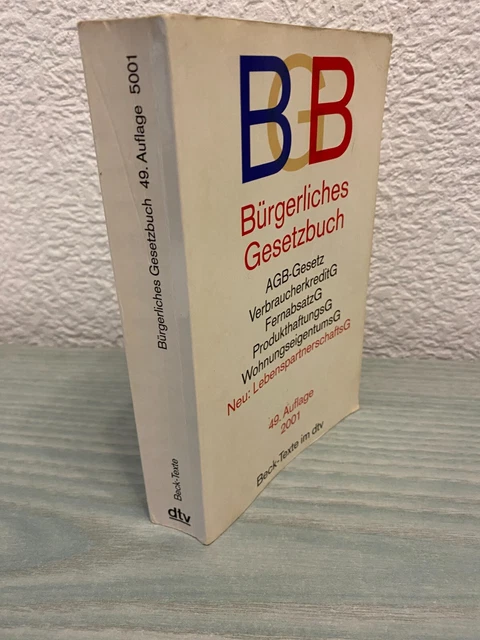 BGB
Bürgerliches
Gesetzbuch
AGB-Gesetz
VerbraucherkreditG
FernabsatzG
ProdukthaftungsG
WohnungseigentumsG
Neu: LebenspartnerschaftsG
49. Auflage
2001
Beck-Texte im dtv
Bürgerliches Gesetzbuch 49. Auflage 5001
Beck-Texte
dtv